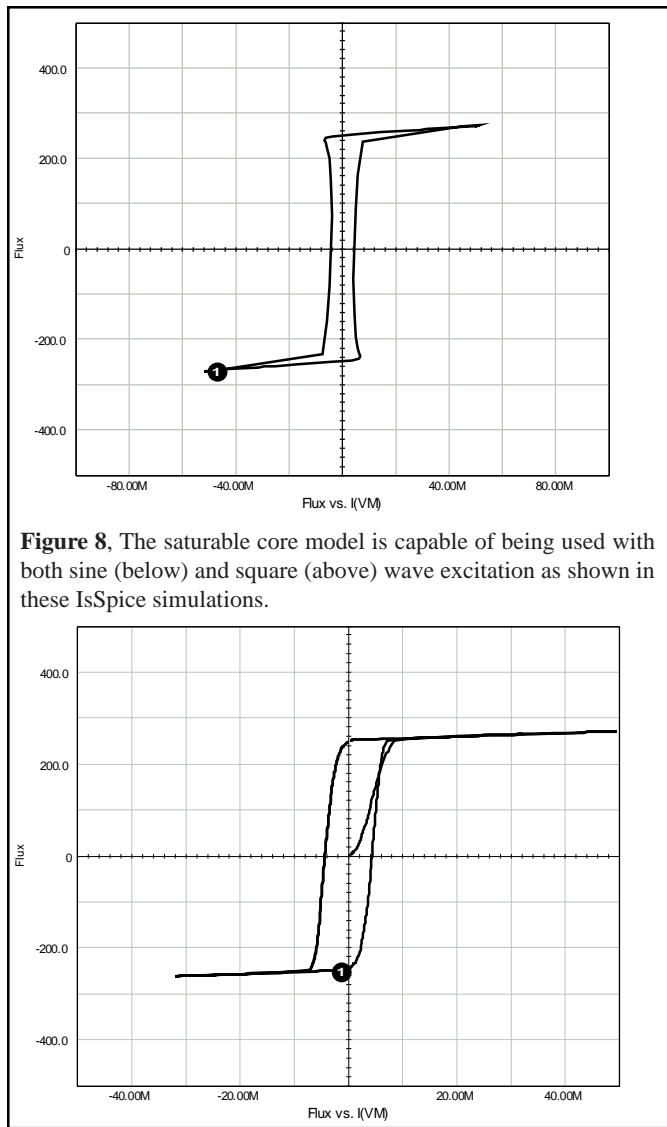 400.0
200.0
0
-200.0
-400.0
Flux
1
-80.00M -40.00M 40.00M 80.00M
Flux vs. I(VM)
Figure 8, The saturable core model is capable of being used with
both sine (below) and square (above) wave excitation as shown in
these IsSpice simulations.
400.0
200.0
0
-200.0
-400.0
Flux
1
-40.00M -20.00M 20.00M 40.00M
Flux vs. I(VM)